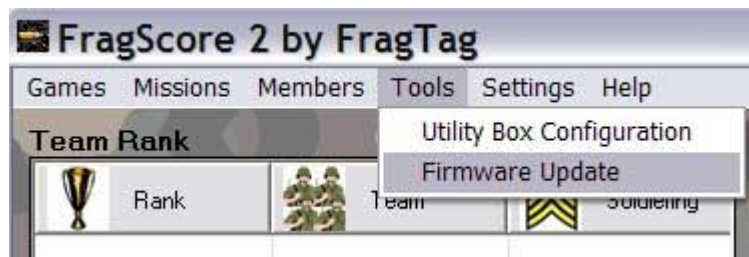 FragScore 2 by FragTag
Games Missions Members Tools Settings Help
Utility Box Configuration
Team Rank
Firmware Update
Rank Team Soldiering